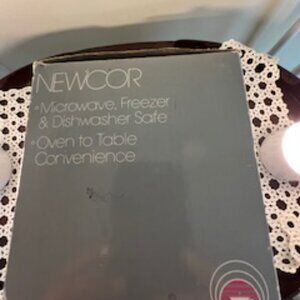 NEWCOR
•Microwave, Freezer
& Dishwasher Safe
•Oven to Table
Convenience